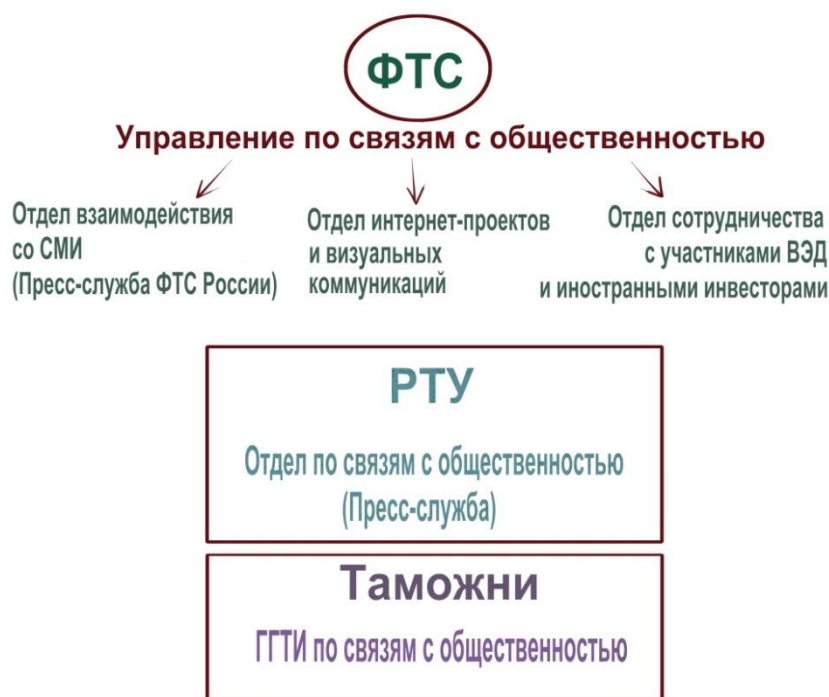 ФТС
Управление по связям с общественностью
Отдел взаимодействия
со СМИ
(Пресс-служба ФТС России)
Отдел интернет-проектов
и визуальных
коммуникаций
Отдел сотрудничества
с участниками ВЭД
и иностранными инвесторами
РТУ
Отдел по связям с общественностью
(Пресс-служба)
Таможни
ГГТИ по связям с общественностью